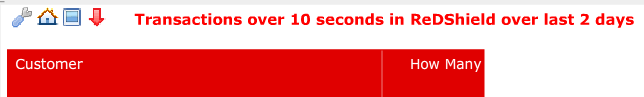 Transactions over 10 seconds in ReDShield over last 2 days
Customer How Many